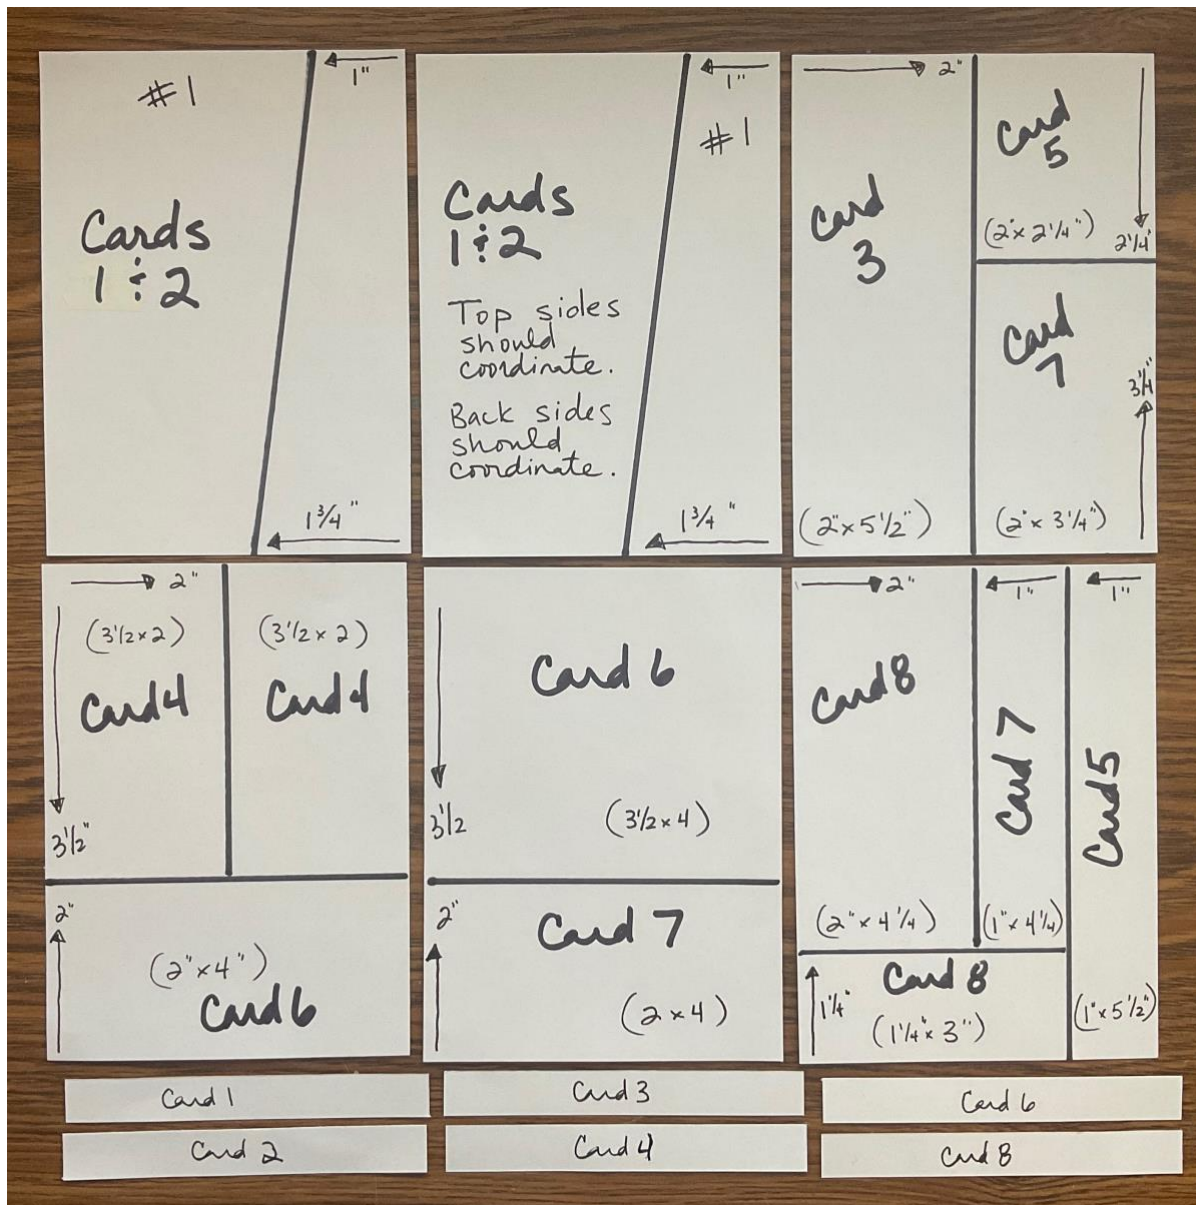 #1
1"
Cards
1 & 2
1 3/4"
1"
#1
Cards
1 & 2
Top sides
should
coordinate.
Back sides
should
coordinate.
1 3/4"
2"
Card
3
(2" x 5 1/2")
Card
5
(2" x 2 1/4")
2 1/4"
Card
7
3 1/4"
(2" x 3 1/4")
2"
(3 1/2 x 2)
Card 4
3 1/2"
(3 1/2 x 2)
Card 4
2"
(2" x 4")
Card 6
Card 6
3 1/2
(3 1/2 x 4)
2"
Card 7
(2 x 4)
2"
Card 8
(2" x 4 1/4")
1"
Card 7
(1" x 4 1/4)
1"
Card 5
(1" x 5 1/2")
1 1/4"
Card 8
(1 1/4" x 3")
Card 1
Card 3
Card 6
Card 2
Card 4
Card 8